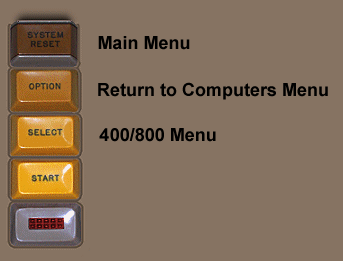 SYSTEM
RESET
Main Menu
OPTION
Return to Computers Menu
SELECT
400/800 Menu
START